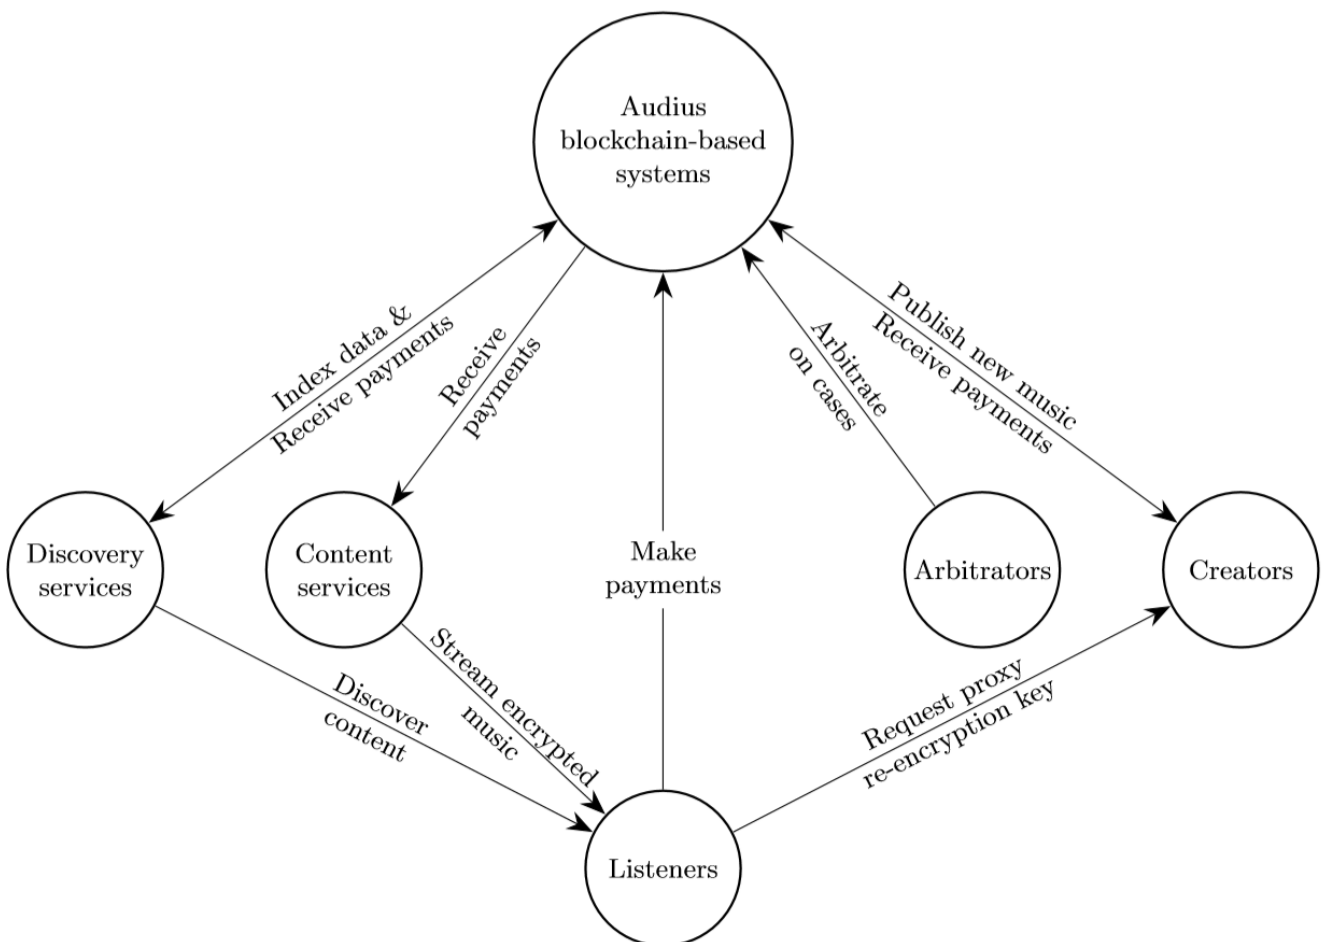 Audius
blockchain-based
systems
Index data &
Receive payments
Receive
payments
Arbitrate
on cases
Publish new music
Receive payments
Discovery
services
Content
services
Make
payments
Arbitrators
Creators
Discover
content
Stream encrypted
music
Request proxy
re-encryption key
Listeners